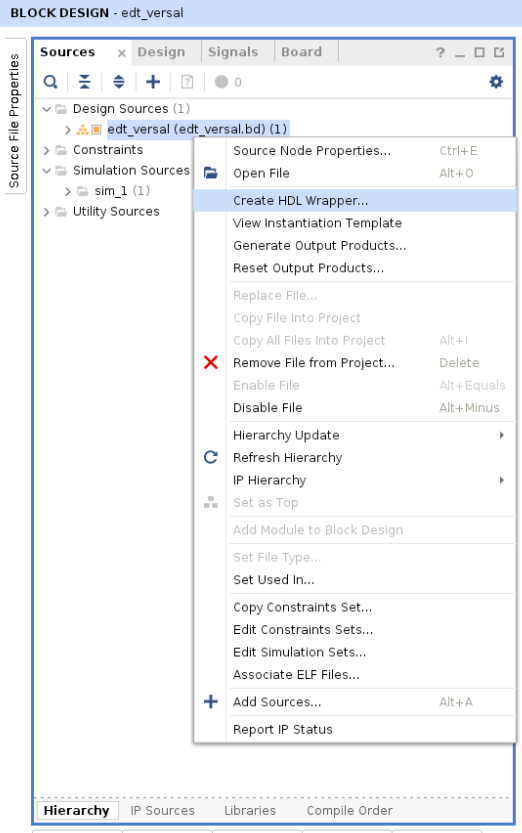 BLOCK DESIGN - edt_versal
Source File Properties
Sources × Design Signals Board ?
0
Design Sources (1)
edt_versal (edt_versal.bd) (1)
Constraints
Simulation Sources
sim_1 (1)
Utility Sources
Source Node Properties... Ctrl+E
Open File Alt+O
Create HDL Wrapper...
View Instantiation Template
Generate Output Products...
Reset Output Products...
Replace File...
Copy File Into Project
Copy All Files Into Project Alt+I
Remove File from Project... Delete
Enable File Alt+Equals
Disable File Alt+Minus
Hierarchy Update
Refresh Hierarchy
IP Hierarchy
Set as Top
Add Module to Block Design
Set File Type...
Set Used In...
Copy Constraints Set...
Edit Constraints Sets...
Edit Simulation Sets...
Associate ELF Files...
Add Sources... Alt+A
Report IP Status
Hierarchy IP Sources Libraries Compile Order